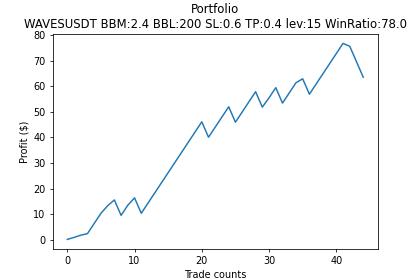 Portfolio
WAVESUSDT BBM:2.4 BBL:200 SL:0.6 TP:0.4 lev:15 WinRatio:78.0
80
70
60
50
40
30
20
10
0
Profit ($)
0 10 20 30 40
Trade counts